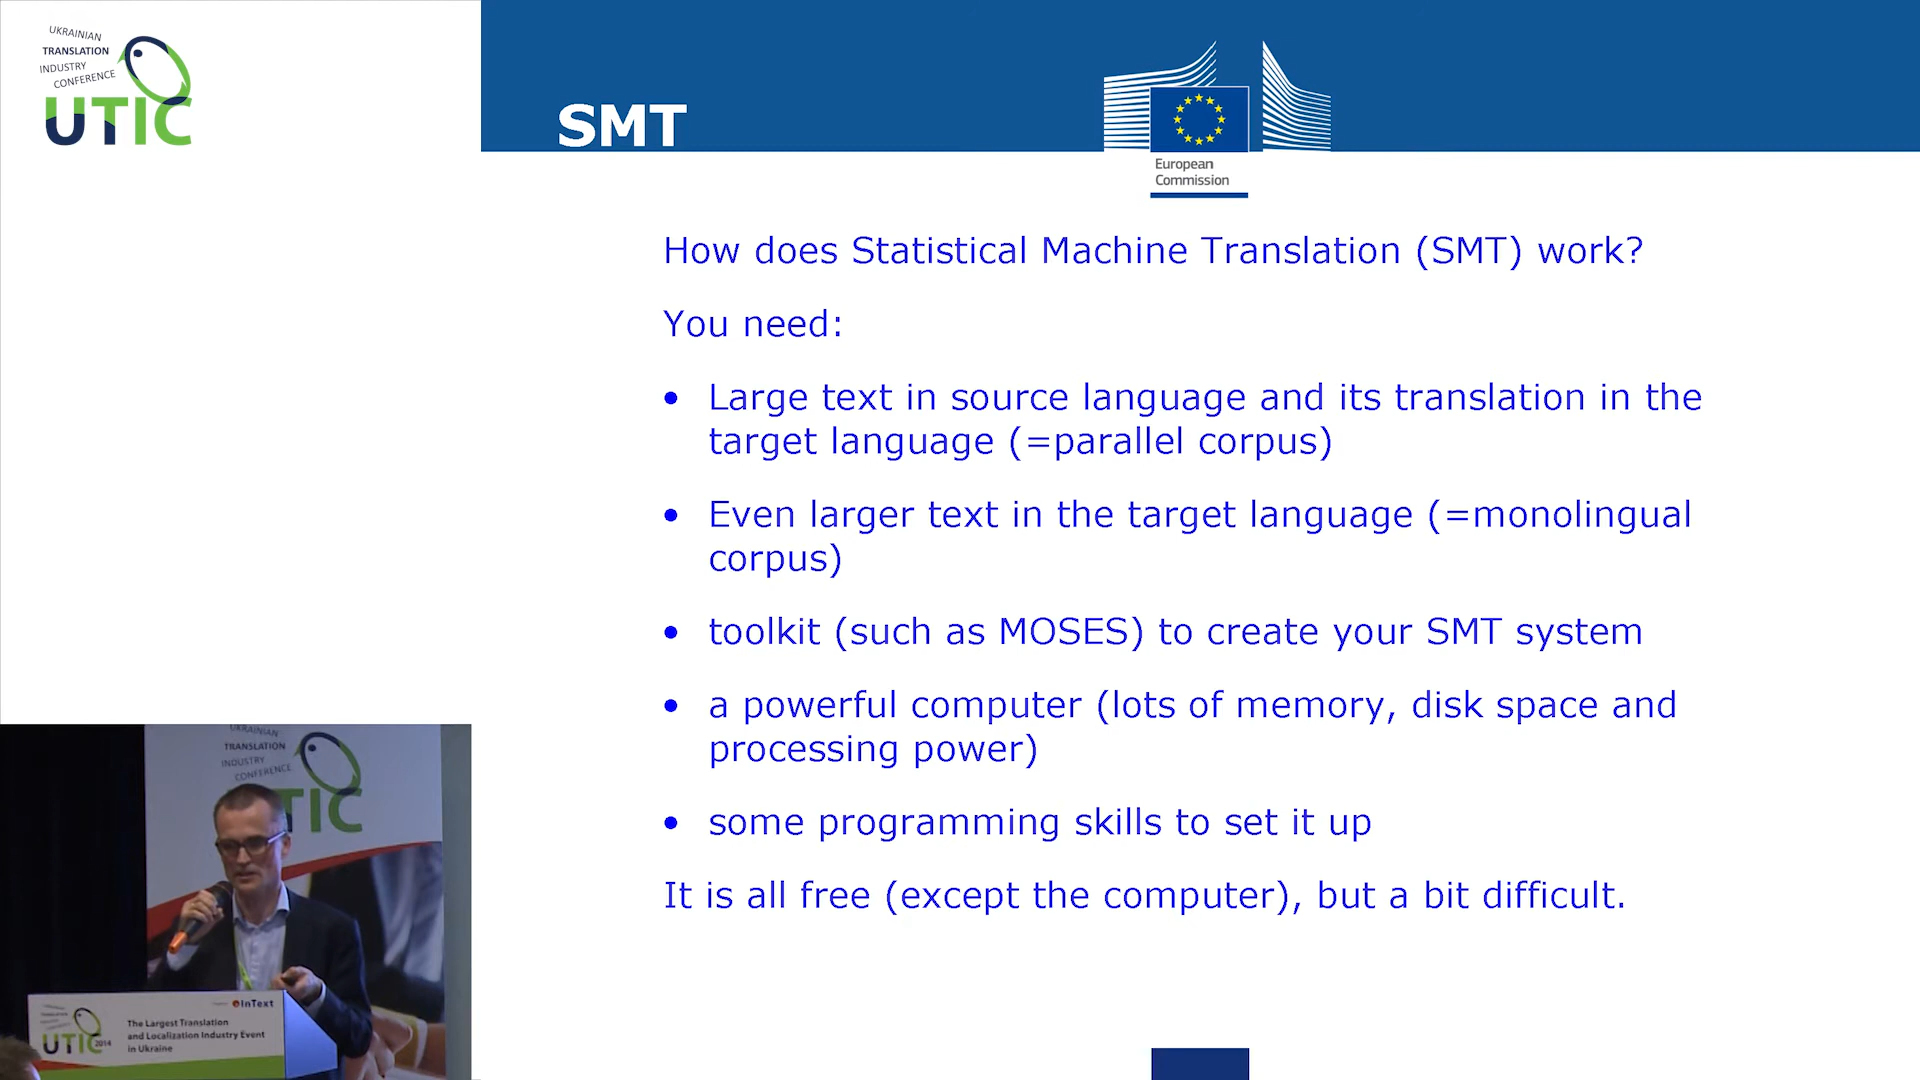 UKRAINIAN
TRANSLATION
INDUSTRY
CONFERENCE
UTIC
SMT
European
Commission
How does Statistical Machine Translation (SMT) work?
You need:
• Large text in source language and its translation in the
target language (=parallel corpus)
• Even larger text in the target language (=monolingual
corpus)
• toolkit (such as MOSES) to create your SMT system
• a powerful computer (lots of memory, disk space and
processing power)
• some programming skills to set it up
It is all free (except the computer), but a bit difficult.
UKRAINIAN
TRANSLATION
INDUSTRY
CONFERENCE
TIC
InText
UTIC 2014
The Largest Translation
and Localization Industry Event
in Ukraine